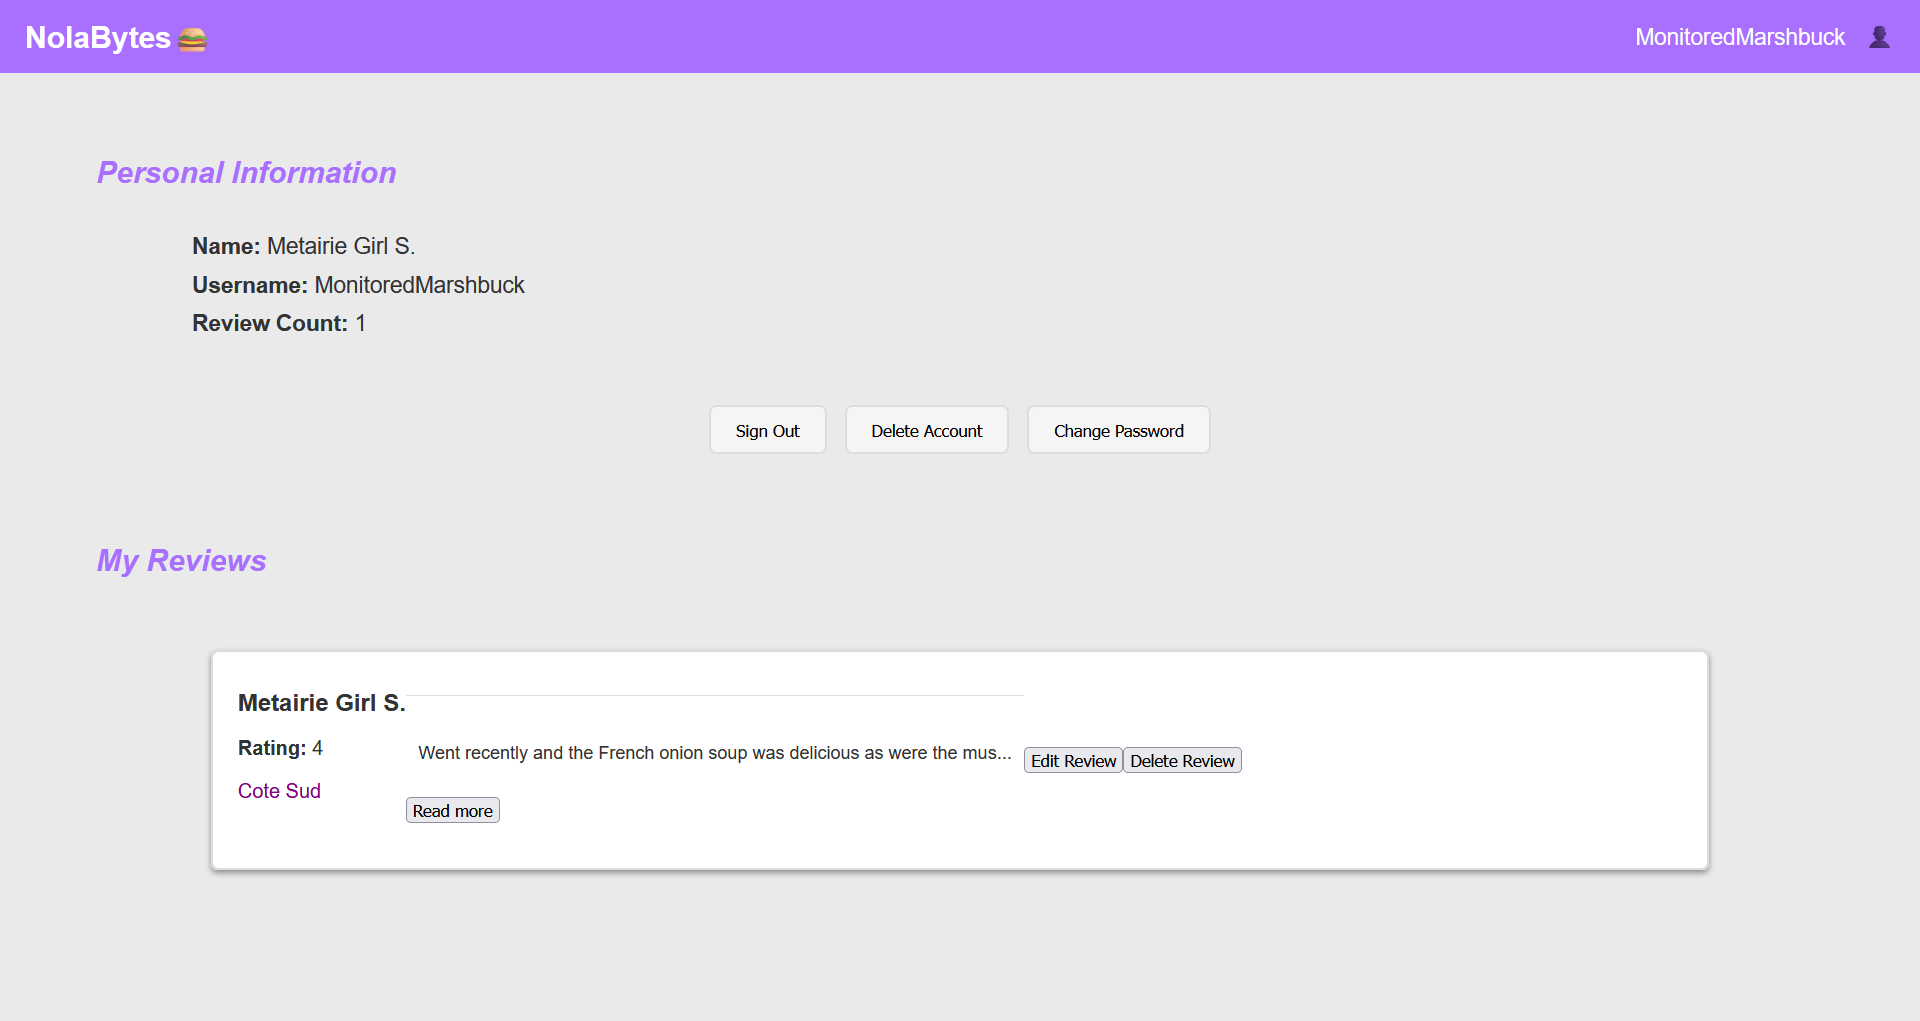 NolaBytes
MonitoredMarshbuck
Personal Information
Name: Metairie Girl S.
Username: MonitoredMarshbuck
Review Count: 1
Sign Out
Delete Account
Change Password
My Reviews
Metairie Girl S.
Rating: 4
Cote Sud
Went recently and the French onion soup was delicious as were the mus...
Read more
Edit Review
Delete Review